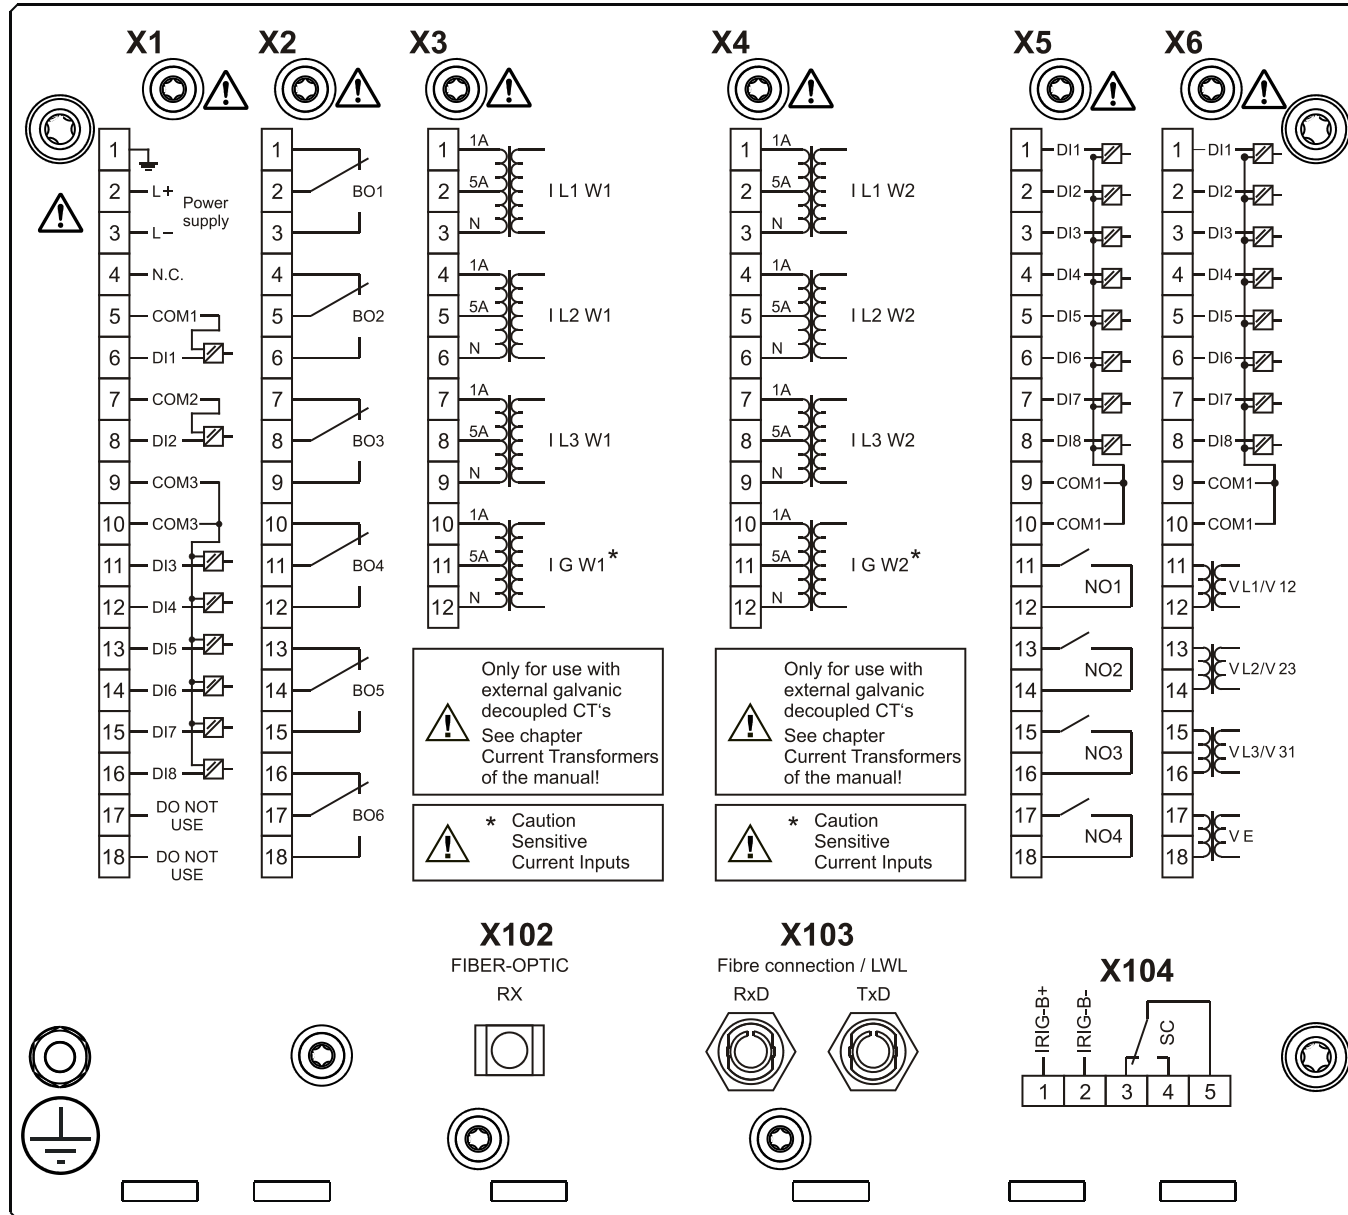 X1
1
2 L+
3 L−
Power
supply
4 N.C.
5 COM1
6 DI1
7 COM2
8 DI2
9 COM3
10 COM3
11 DI3
12 DI4
13 DI5
14 DI6
15 DI7
16 DI8
17 DO NOT
USE
18 DO NOT
USE
X2
1
2 BO1
3
4
5 BO2
6
7
8 BO3
9
10
11 BO4
12
13
14 BO5
15
16
17 BO6
18
X3
1 1A
2 5A I L1 W1
3 N
4 1A
5 5A I L2 W1
6 N
7 1A
8 5A I L3 W1
9 N
10 1A
11 5A I G W1*
12 N
Only for use with
external galvanic
decoupled CT's
See chapter
Current Transformers
of the manual!
* Caution
Sensitive
Current Inputs
X4
1 1A
2 5A I L1 W2
3 N
4 1A
5 5A I L2 W2
6 N
7 1A
8 5A I L3 W2
9 N
10 1A
11 5A I G W2*
12 N
Only for use with
external galvanic
decoupled CT's
See chapter
Current Transformers
of the manual!
* Caution
Sensitive
Current Inputs
X5
1 DI1
2 DI2
3 DI3
4 DI4
5 DI5
6 DI6
7 DI7
8 DI8
9 COM1
10 COM1
11
NO1
12
13
NO2
14
15
NO3
16
17
NO4
18
X6
1 DI1
2 DI2
3 DI3
4 DI4
5 DI5
6 DI6
7 DI7
8 DI8
9 COM1
10 COM1
11
V L1/V 12
12
13
V L2/V 23
14
15
V L3/V 31
16
17
V E
18
X102
FIBER-OPTIC
RX
X103
Fibre connection / LWL
RxD TxD
X104
IRIG-B+
IRIG-B-
SC
1 2 3 4 5